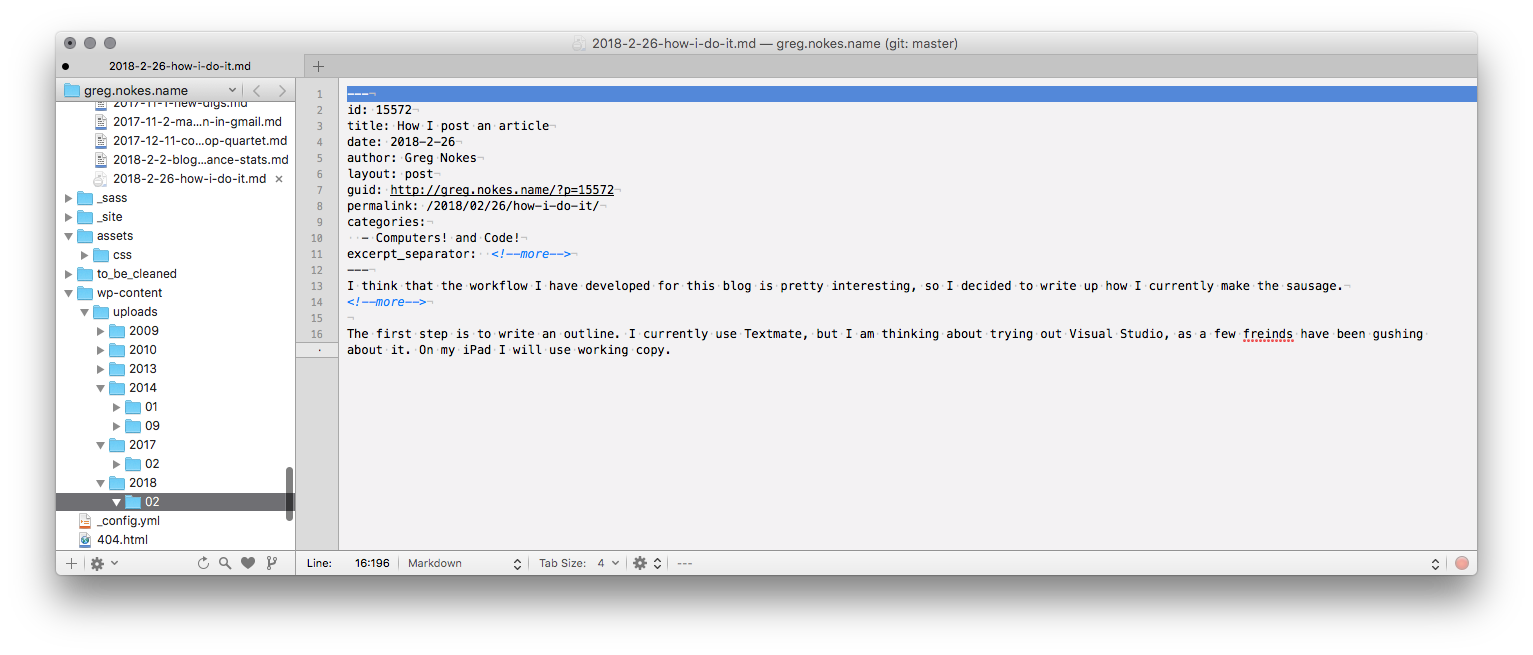 2018-2-26-how-i-do-it.md — greg.nokes.name (git: master)
2018-2-26-how-i-do-it.md
greg.nokes.name
2017-11-1-new-digs.md
2017-11-2-ma...n-in-gmail.md
2017-12-11-co...op-quartet.md
2018-2-2-blog...ance-stats.md
2018-2-26-how-i-do-it.md
_sass
_site
assets
css
to_be_cleaned
wp-content
uploads
2009
2010
2013
2014
01
09
2017
02
2018
02
_config.yml
404.html
1 ---
2 id: 15572
3 title: How I post an article
4 date: 2018-2-26
5 author: Greg Nokes
6 layout: post
7 guid: http://greg.nokes.name/?p=15572
8 permalink: /2018/02/26/how-i-do-it/
9 categories:
10   - Computers! and Code!
11 excerpt_separator:  <!--more-->
12 ---
13 I think that the workflow I have developed for this blog is pretty interesting, so I decided to write up how I currently make the sausage.
14 <!--more-->
15
16 The first step is to write an outline. I currently use Textmate, but I am thinking about trying out Visual Studio, as a few freinds have been gushing
about it. On my iPad I will use working copy.
Line: 16:196 Markdown Tab Size: 4 ---